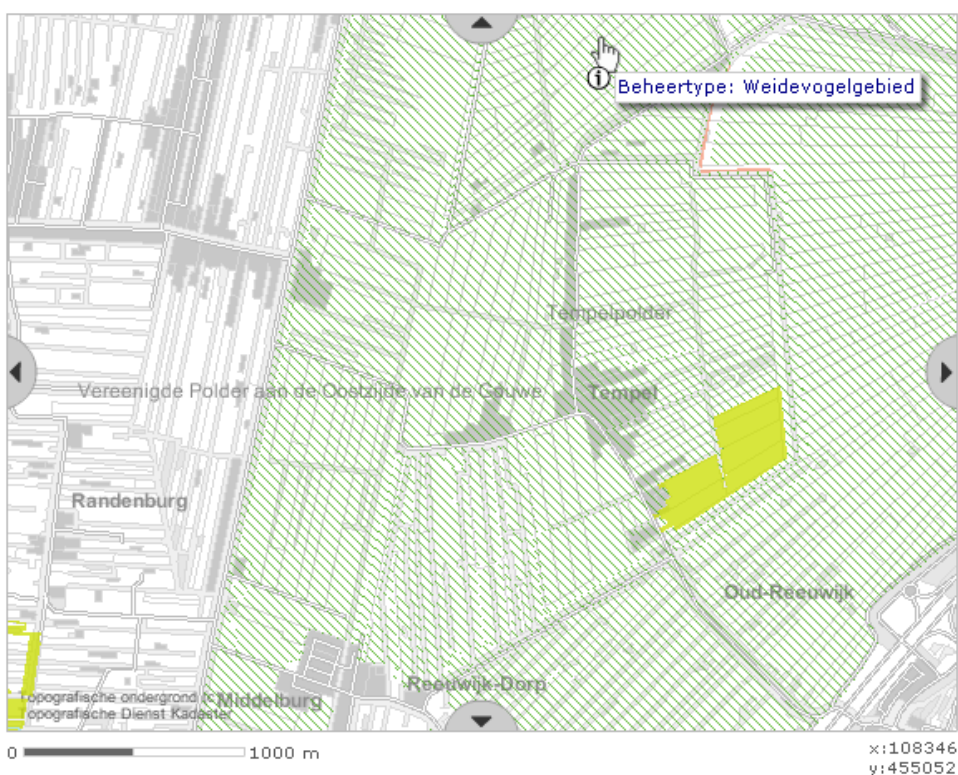 Beheertype: Weidevogelgebied
Tempelpolder
Vereenigde Polder aan de Oostzijde van de Gouwe
Tempel
Randenburg
Oud-Reeuwijk
Reeuwijk-Dorp
Middelburg
Topografische ondergrond (c
Topografische Dienst Kadaster
0 1000 m
x:108346
y:455052